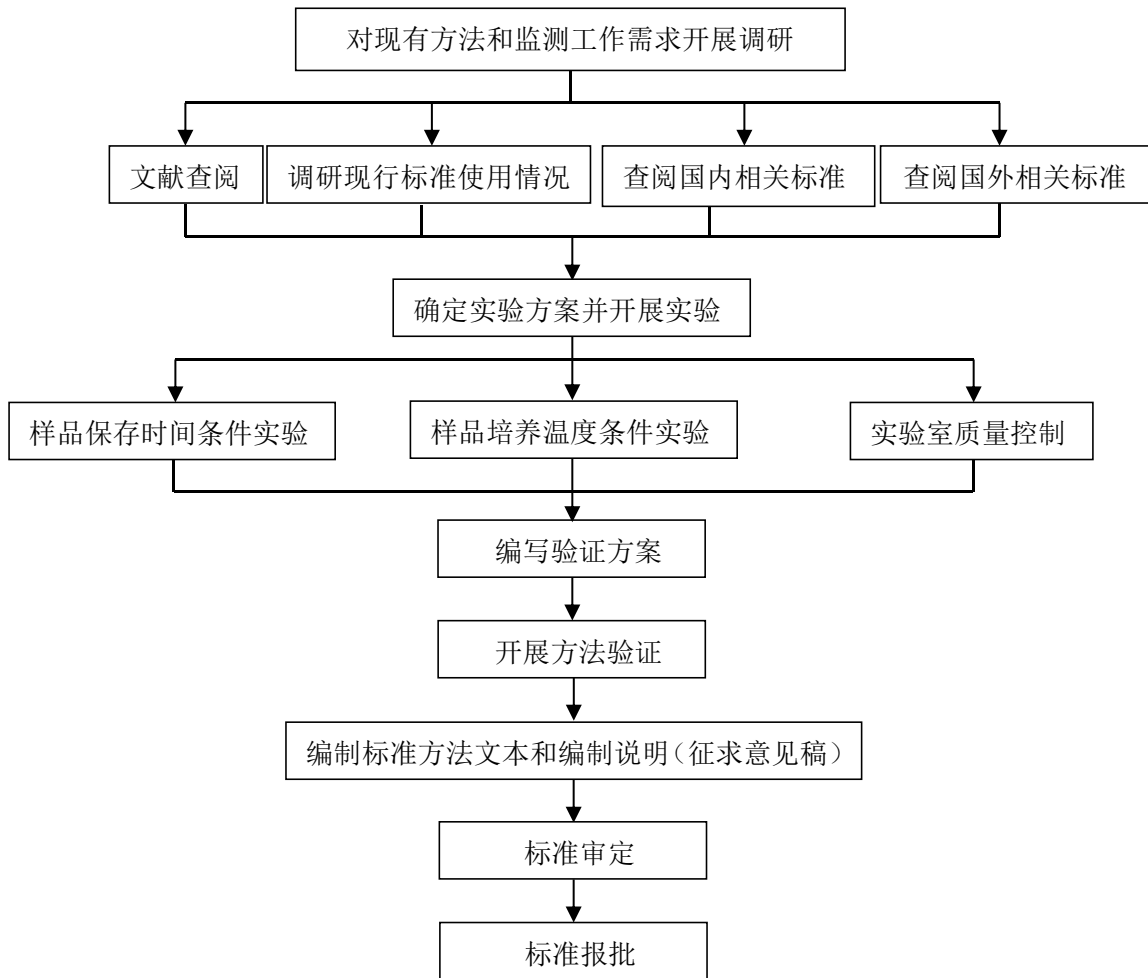 对现有方法和监测工作需求开展调研
文献查阅
调研现行标准使用情况
查阅国内相关标准
查阅国外相关标准
确定实验方案并开展实验
样品保存时间条件实验
样品培养温度条件实验
实验室质量控制
编写验证方案
开展方法验证
编制标准方法文本和编制说明（征求意见稿）
标准审定
标准报批